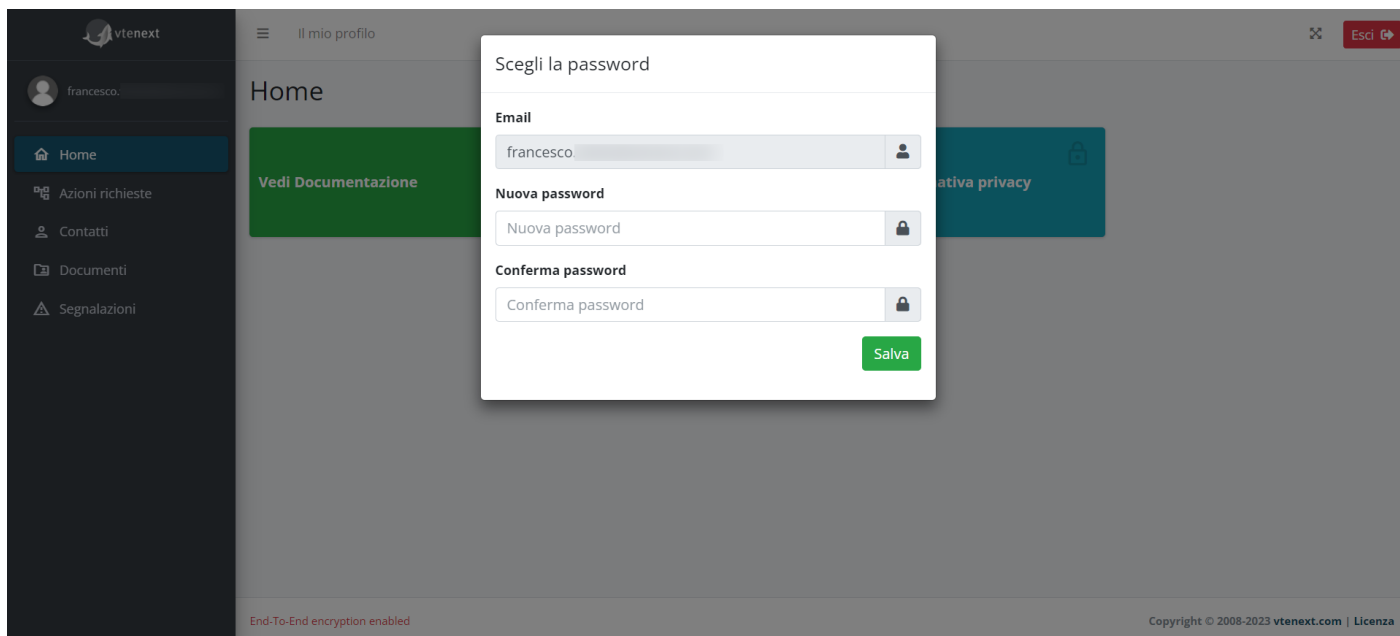 vtenext
Il mio profilo
Esci
francesco.
Home
Home
Azioni richieste
Contatti
Documenti
Segnalazioni
Vedi Documentazione
ativa privacy
Scegli la password
Email
francesco.
Nuova password
Nuova password
Conferma password
Conferma password
Salva
End-To-End encryption enabled
Copyright © 2008-2023 vtenext.com | Licenza